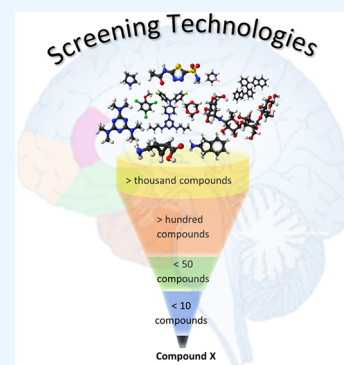 Screening Technologies
> thousand compounds
> hundred
compounds
< 50
compounds
< 10
compounds
Compound X